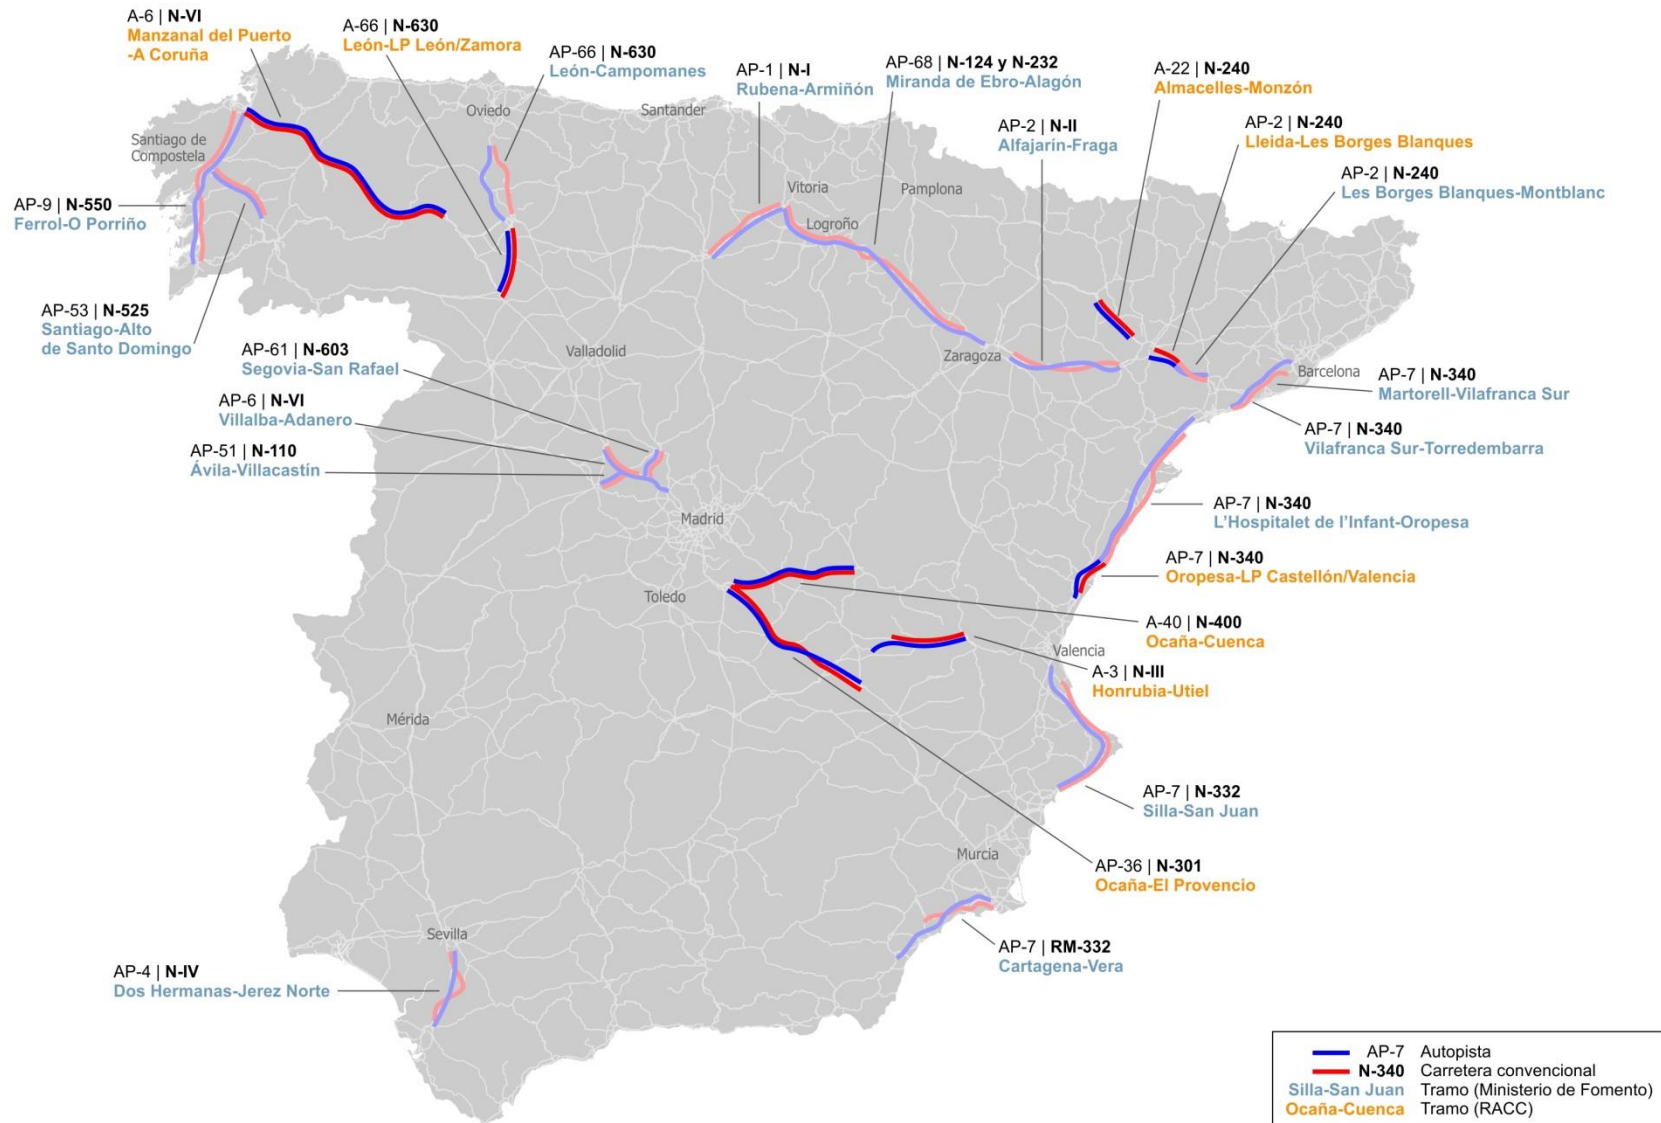 A-6 | N-VI
Manzanal del Puerto
-A Coruña
A-66 | N-630
León-LP León/Zamora
AP-66 | N-630
León-Campomanes
AP-1 | N-I
Rubena-Armiñón
AP-68 | N-124 y N-232
Miranda de Ebro-Alagón
A-22 | N-240
Almacelles-Monzón
AP-2 | N-II
Alfajarín-Fraga
AP-2 | N-240
Lleida-Les Borges Blanques
AP-2 | N-240
Les Borges Blanques-Montblanc
Oviedo
Santander
Santiago de
Compostela
Vitoria
Pamplona
Logroño
AP-9 | N-550
Ferrol-O Porriño
AP-53 | N-525
Santiago-Alto
de Santo Domingo
AP-61 | N-603
Segovia-San Rafael
Valladolid
Zaragoza
Barcelona
AP-7 | N-340
Martorell-Vilafranca Sur
AP-6 | N-VI
Villalba-Adanero
AP-7 | N-340
Vilafranca Sur-Torredembarra
AP-51 | N-110
Ávila-Villacastín
AP-7 | N-340
L'Hospitalet de l'Infant-Oropesa
Madrid
AP-7 | N-340
Oropesa-LP Castellón/Valencia
Toledo
A-40 | N-400
Ocaña-Cuenca
Valencia
A-3 | N-III
Honrubia-Utiel
Mérida
AP-7 | N-332
Silla-San Juan
Murcia
AP-36 | N-301
Ocaña-El Provencio
Sevilla
AP-7 | RM-332
Cartagena-Vera
AP-4 | N-IV
Dos Hermanas-Jerez Norte
AP-7 Autopista
N-340 Carretera convencional
Silla-San Juan Tramo (Ministerio de Fomento)
Ocaña-Cuenca Tramo (RACC)